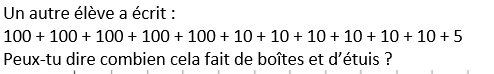 Un autre élève a écrit :
100 + 100 + 100 + 100 + 100 + 10 + 10 + 10 + 10 + 10 + 10 + 5
Peux-tu dire combien cela fait de boîtes et d’étuis ?